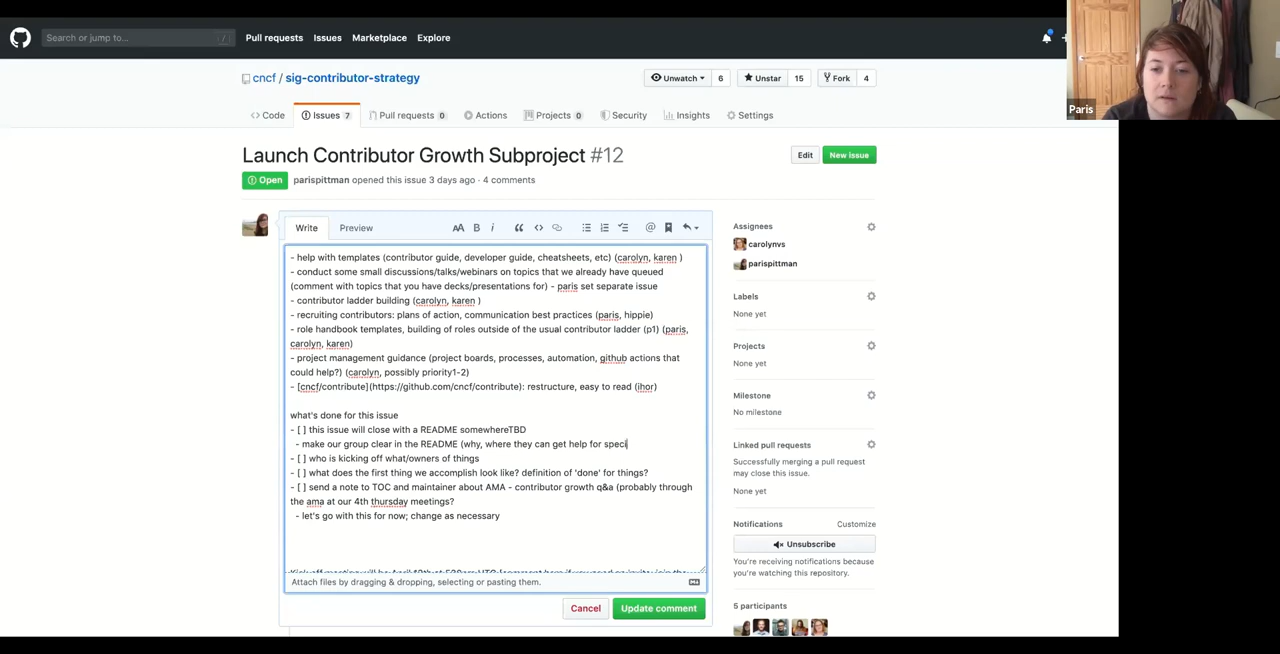 Search or jump to...
/
Pull requests
Issues
Marketplace
Explore
Paris
cncf / sig-contributor-strategy
Unwatch 6
Unstar 15
Fork 4
<> Code
Issues 7
Pull requests 0
Actions
Projects 0
Security
Insights
Settings
Launch Contributor Growth Subproject #12
Edit
New issue
Open
parispittman opened this issue 3 days ago · 4 comments
Write
Preview
AA B i
- help with templates (contributor guide, developer guide, cheatsheets, etc) (carolyn, karen )
- conduct some small discussions/talks/webinars on topics that we already have queued
(comment with topics that you have decks/presentations for) - paris set separate issue
- contributor ladder building (carolyn, karen )
- recruiting contributors: plans of action, communication best practices (paris, hippie)
- role handbook templates, building of roles outside of the usual contributor ladder (p1) (paris,
carolyn, karen)
- project management guidance (project boards, processes, automation, github actions that
could help?) (carolyn, possibly priority1-2)
- [cncf/contribute](https://github.com/cncf/contribute): restructure, easy to read (ihor)
what's done for this issue
- [ ] this issue will close with a README somewhereTBD
- make our group clear in the README (why, where they can get help for speci
- [ ] who is kicking off what/owners of things
- [ ] what does the first thing we accomplish look like? definition of 'done' for things?
- [ ] send a note to TOC and maintainer about AMA - contributor growth q&a (probably through
the ama at our 4th thursday meetings?
- let's go with this for now; change as necessary
Attach files by dragging & dropping, selecting or pasting them.
Cancel
Update comment
Assignees
carolynvs
parispittman
Labels
None yet
Projects
None yet
Milestone
No milestone
Linked pull requests
Successfully merging a pull request
may close this issue.
None yet
Notifications
Customize
Unsubscribe
You're receiving notifications because
you're watching this repository.
5 participants